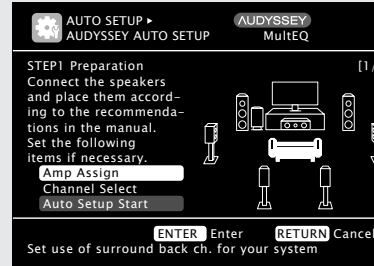 AUTO SETUP ▸
AUDYSSEY AUTO SETUP
AUDYSSEY
MultEQ
STEP1 Preparation
[1/
Connect the speakers
and place them accord-
ing to the recommenda-
tions in the manual.
Set the following
items if necessary.
Amp Assign
Channel Select
Auto Setup Start
ENTER Enter
RETURN Cancel
Set use of surround back ch. for your system